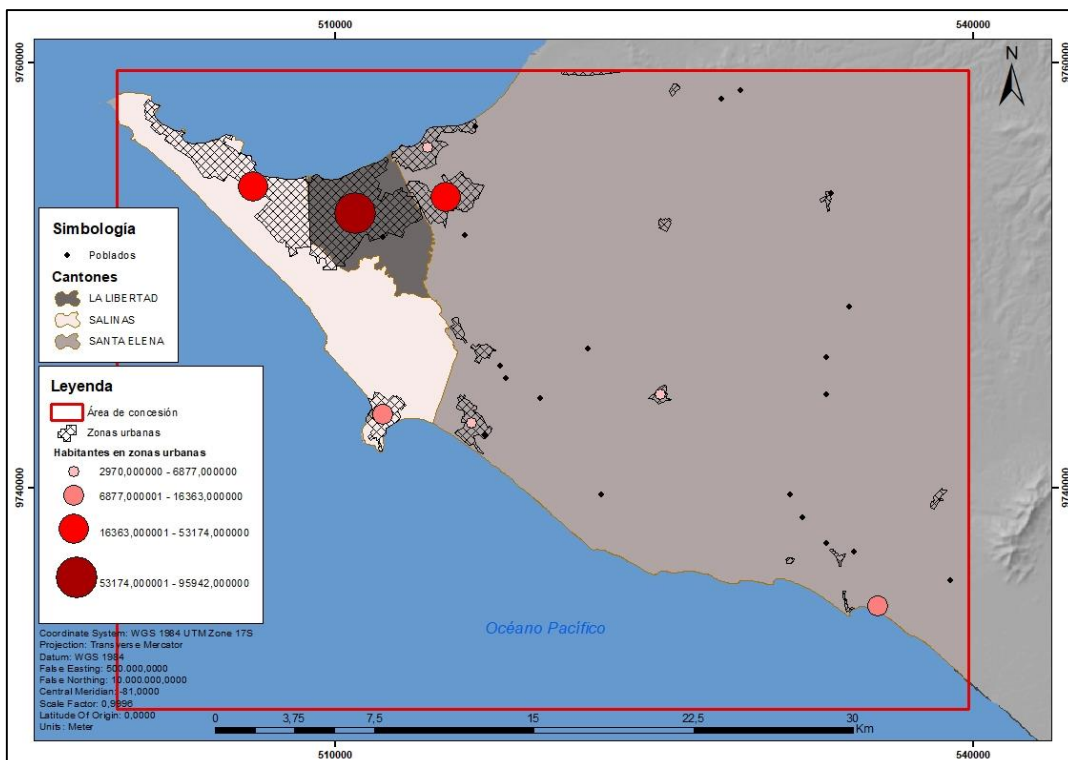 510000
540000
9760000
9760000
N
Simbología
Poblados
Cantones
LA LIBERTAD
SALINAS
SANTA ELENA
Leyenda
Área de concesión
Zonas urbanas
Habitantes en zonas urbanas
2970,000000 - 6877,000000
6877,000001 - 16363,000000
16363,000001 - 53174,000000
53174,000001 - 95942,000000
9740000
9740000
Océano Pacífico
Coordinate System: WGS 1984 UTM Zone 17S
Projection: Transverse Mercator
Datum: WGS 1984
False Easting: 500.000,0000
False Northing: 10.000.000,0000
Central Meridian: -81,0000
Scale Factor: 0,9996
Latitude Of Origin: 0,0000
Units: Meter
0 3,75 7,5 15 22,5 30
Km
510000
540000